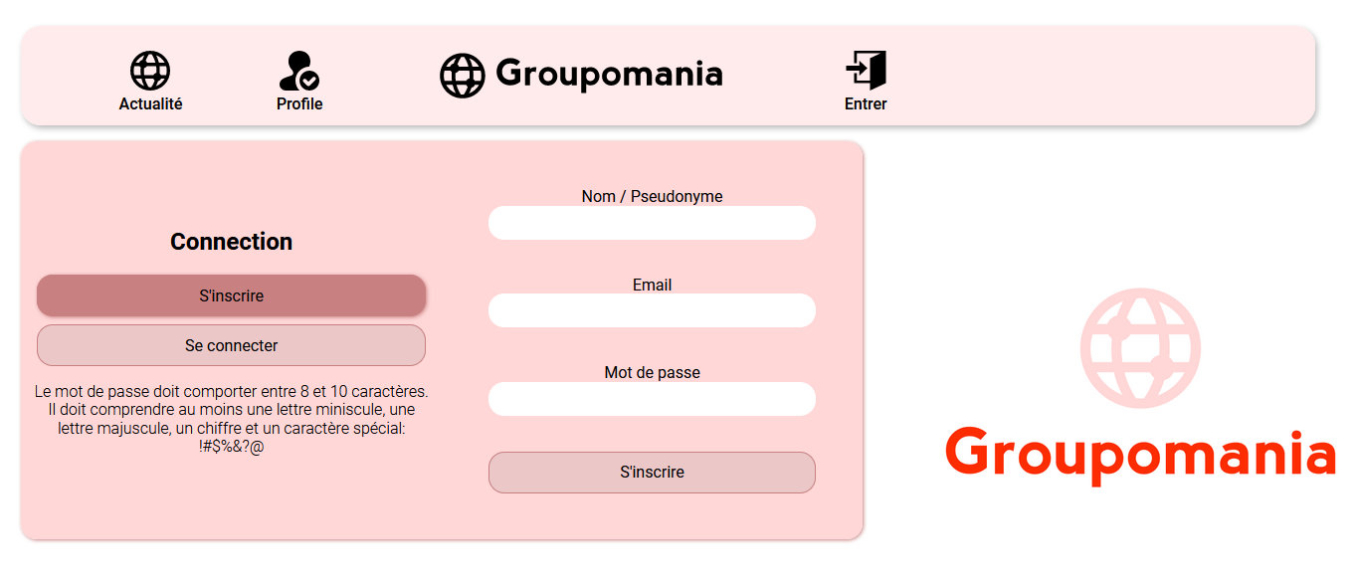 Actualité
Profile
Groupomania
Entrer
Connection
S'inscrire
Se connecter
Le mot de passe doit comporter entre 8 et 10 caractères.
Il doit comprendre au moins une lettre miniscule, une
lettre majuscule, un chiffre et un caractère spécial:
!#$%&?@
Nom / Pseudonyme
Email
Mot de passe
S'inscrire
Groupomania